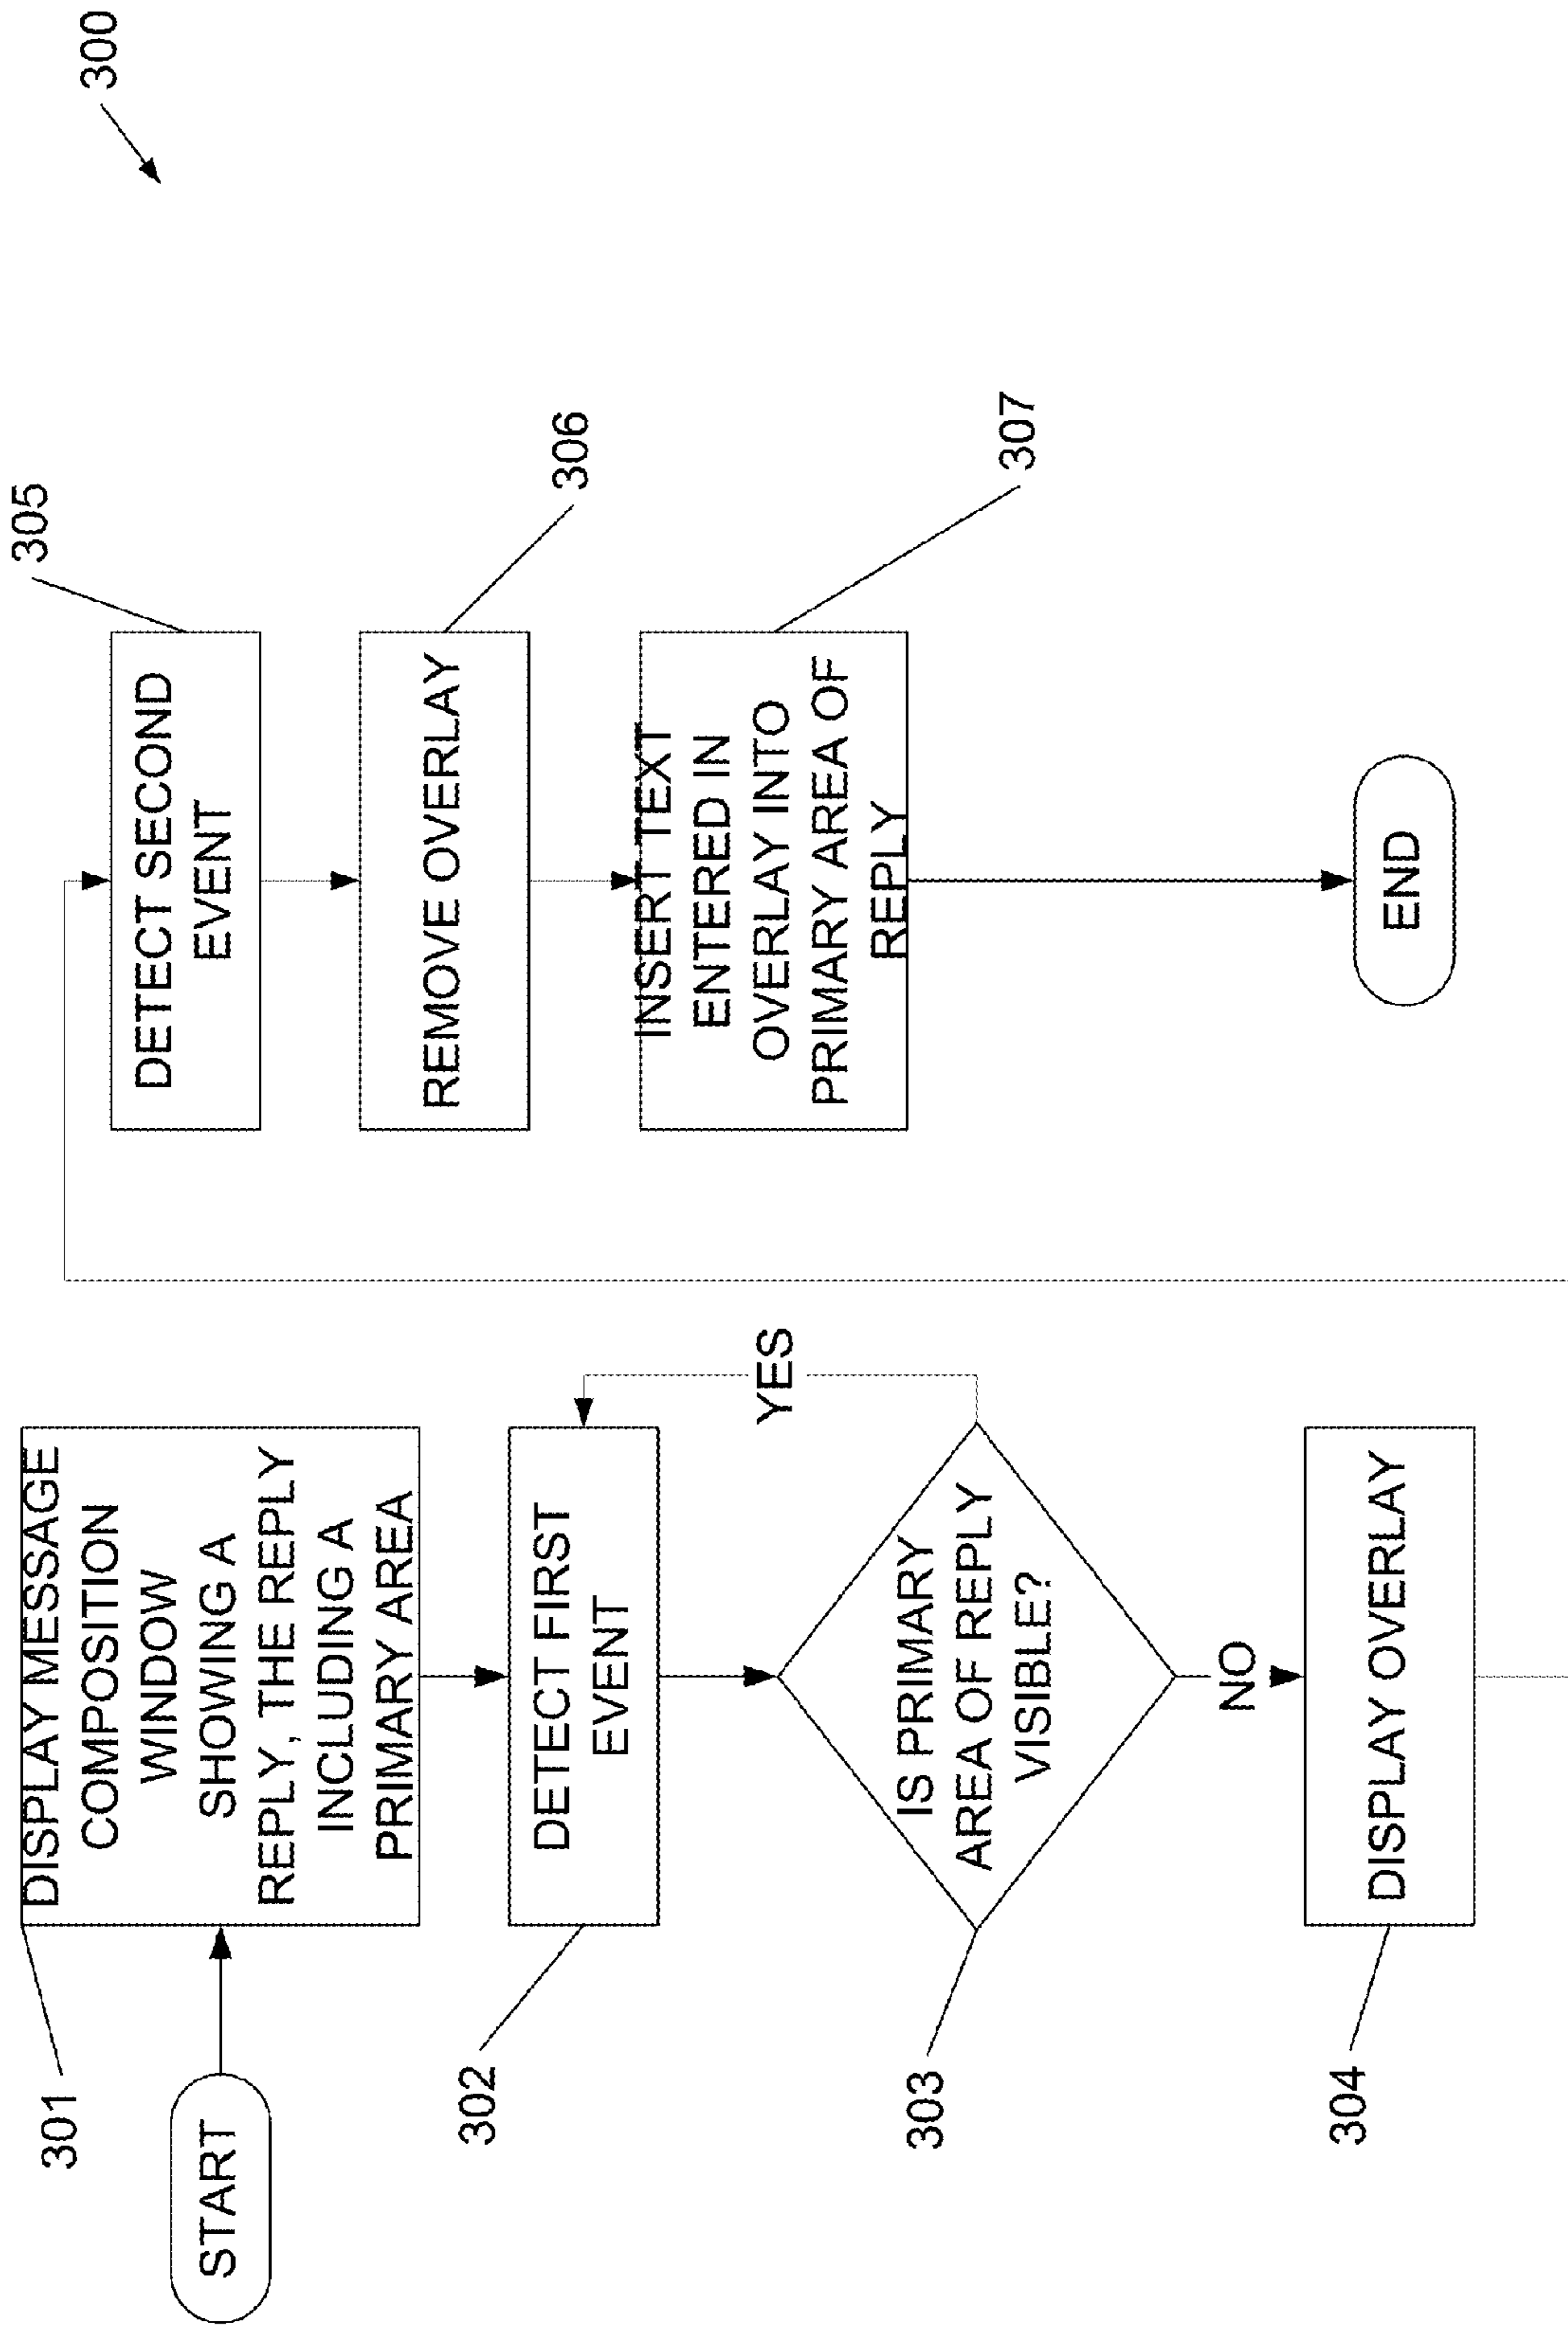 300
START
301
DISPLAY MESSAGE
COMPOSITION
WINDOW
SHOWING A
REPLY, THE REPLY
INCLUDING A
PRIMARY AREA
302
DETECT FIRST
EVENT
303
IS PRIMARY
AREA OF REPLY
VISIBLE?
YES
NO
304
DISPLAY OVERLAY
305
DETECT SECOND
EVENT
306
REMOVE OVERLAY
307
INSERT TEXT
ENTERED IN
OVERLAY INTO
PRIMARY AREA OF
REPLY
END